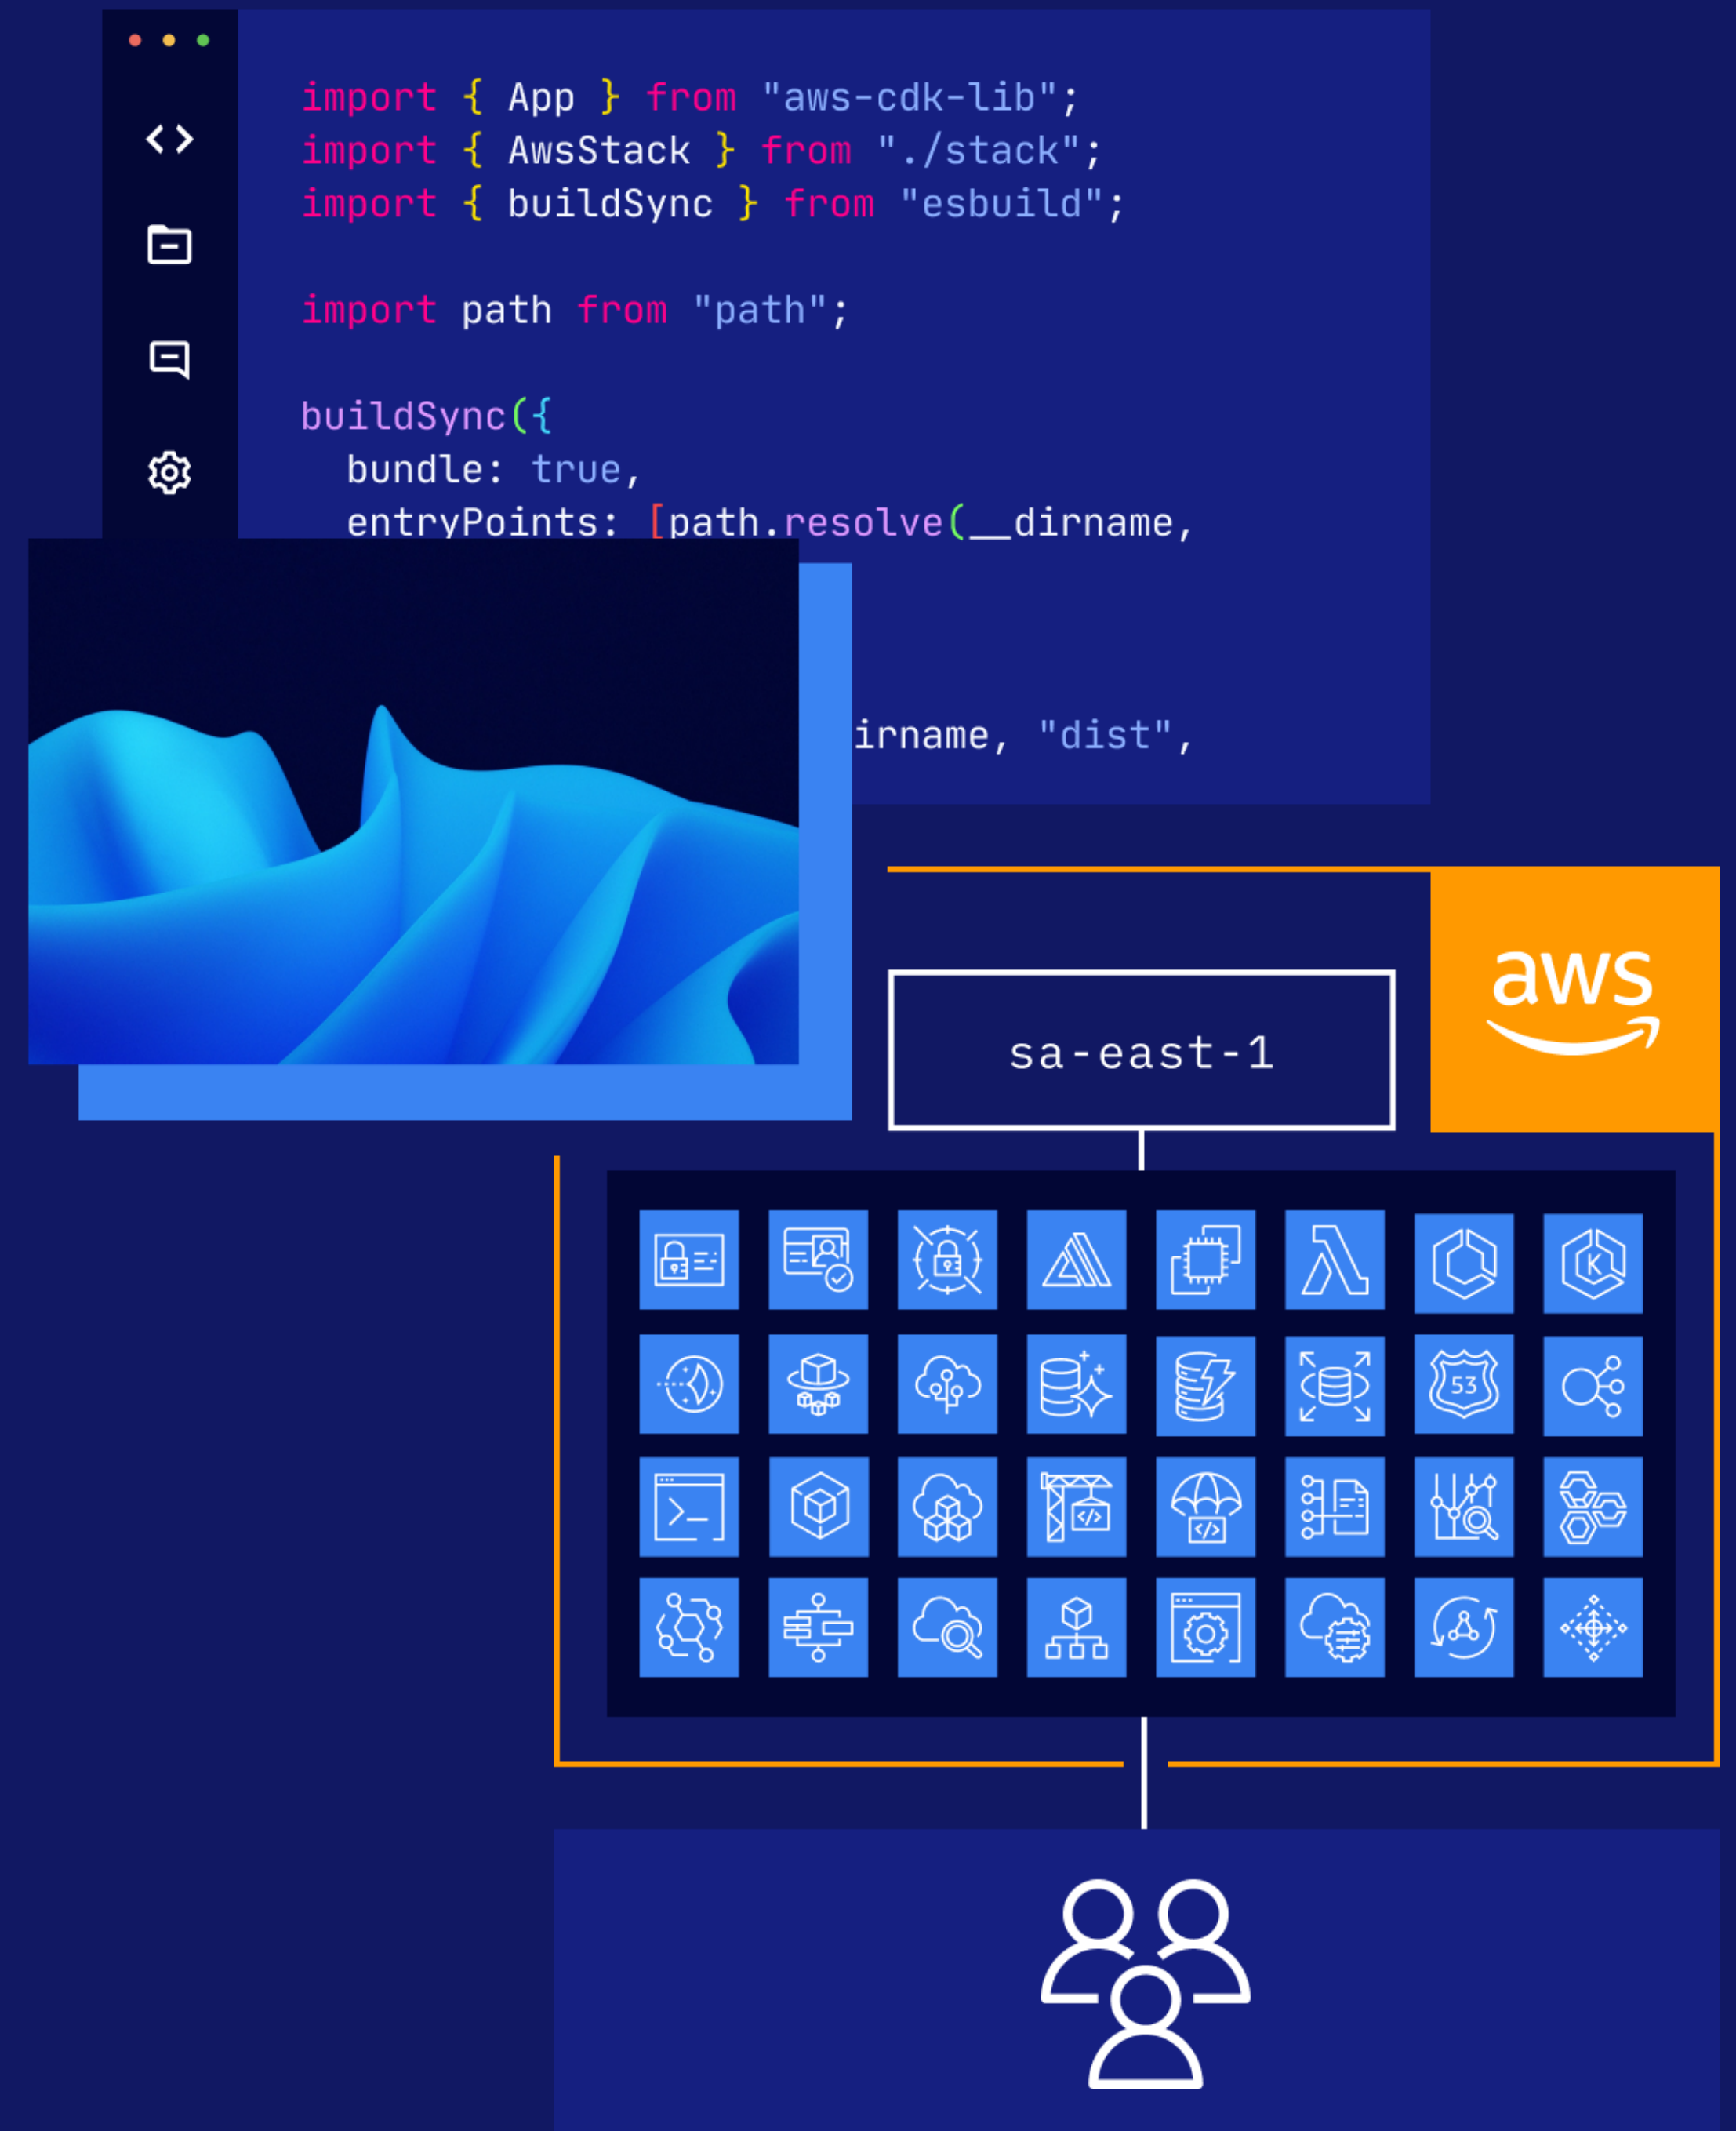 import { App } from "aws-cdk-lib";
import { AwsStack } from "./stack";
import { buildSync } from "esbuild";
import path from "path";
buildSync({
  bundle: true,
  entryPoints: [path.resolve(__dirname,
irname, "dist",
aws
sa-east-1
K
53
>_
</>
</>